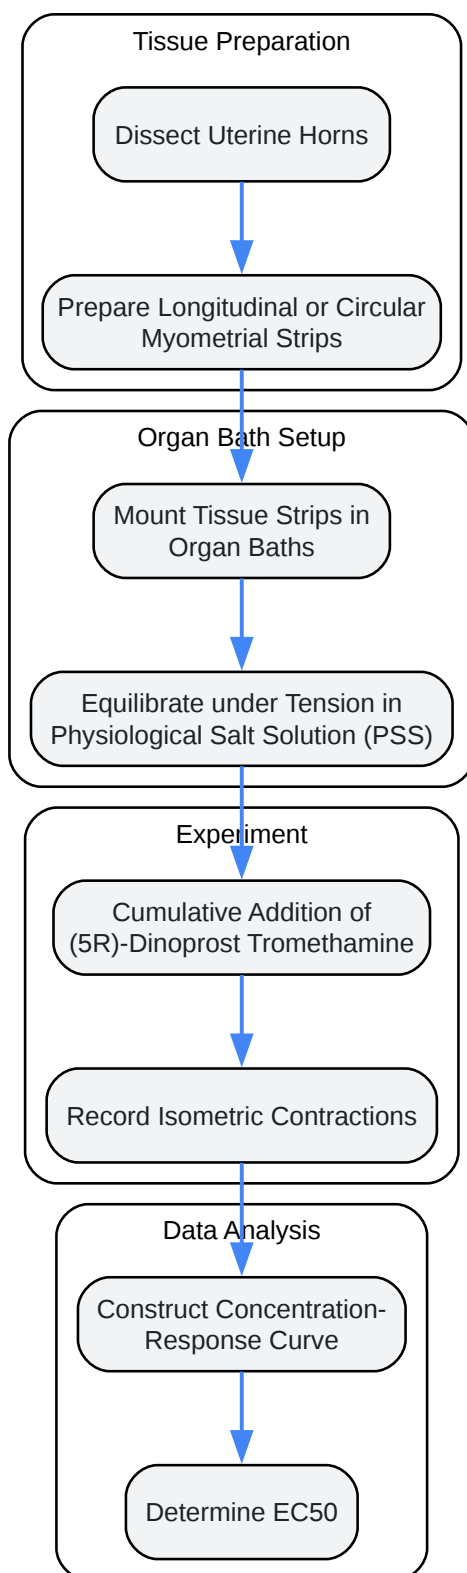 Tissue Preparation
Dissect Uterine Horns
Prepare Longitudinal or Circular
Myometrial Strips
Organ Bath Setup
Mount Tissue Strips in
Organ Baths
Equilibrate under Tension in
Physiological Salt Solution (PSS)
Experiment
Cumulative Addition of
(5R)-Dinoprost Tromethamine
Record Isometric Contractions
Data Analysis
Construct Concentration-
Response Curve
Determine EC50